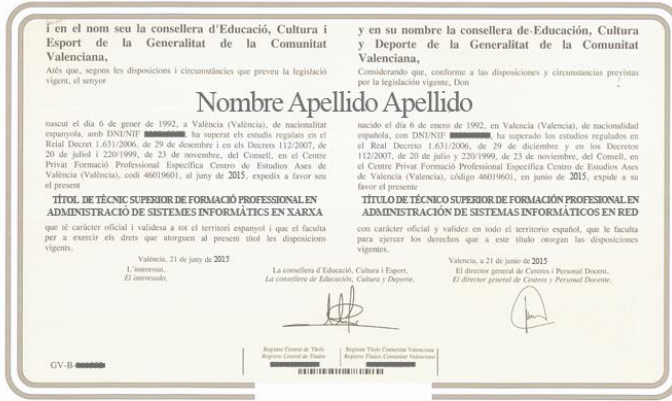 i en el nom seu la consellera d'Educació, Cultura i
Esport de la Generalitat de la Comunitat
Valenciana,
Atés que, segons les disposicions i circumstàncies que preveu la legislació
vigent, el senyor
y en su nombre la consellera de Educación, Cultura
y Deporte de la Generalitat de la Comunitat
Valenciana,
Considerando que, conforme a las disposiciones y circunstancias previstas
por la legislación vigente, Don
Nombre Apellido Apellido
nascut el dia 6 de gener de 1992, a València (València), de nacionalitat
espanyola, amb DNI/NIF , ha superat els estudis regulats en el
Reial Decret 1.631/2006, de 29 de desembre i en els Decrets 112/2007, de
20 de juliol i 220/1999, de 23 de novembre, del Consell, en el Centre
Privat Formació Professional Específica Centro de Estudios Ases
de València (València), codi 46019601, al juny de 2015, expedix a favor seu
el present
TÍTOL DE TÉCNIC SUPERIOR DE FORMACIÓ PROFESSIONAL EN
ADMINISTRACIÓ DE SISTEMES INFORMÀTICS EN XARXA
que té caràcter oficial i validesa a tot el territori espanyol i que el faculta
per a exercir els drets que atorguen al present títol les disposicions
vigents.
nacido el día 6 de enero de 1992, en Valencia (Valencia), de nacionalidad
española, con DNI/NIF , ha superado los estudios regulados en
el Real Decreto 1.631/2006, de 29 de diciembre y en los Decretos
112/2007, de 20 de julio y 220/1999, de 23 de noviembre, del Consell, en
el Centre Privat Formació Professional Específica Centro de Estudios Ases
de Valencia (Valencia), código 46019601, en junio de 2015, expide a su
favor el presente
TÍTULO DE TÉCNICO SUPERIOR DE FORMACIÓN PROFESIONAL EN
ADMINISTRACIÓN DE SISTEMAS INFORMÁTICOS EN RED
con carácter oficial y validez en todo el territorio español, que le faculta
para ejercer los derechos que a este título otorgan las disposiciones
vigentes.
València, 21 de juny de 2015
L'interessat,
El interesado,
La consellera d'Educació, Cultura i Esport,
La consellera de Educación, Cultura y Deporte,
Valencia, a 21 de junio de 2015
El director general de Centres i Personal Docent,
El director general de Centros y Personal Docente,
GV-B-
Registre Central de Títols
Registro Central de Títulos
Registre Títols Comunitat Valenciana
Registro Títulos Comunitat Valenciana